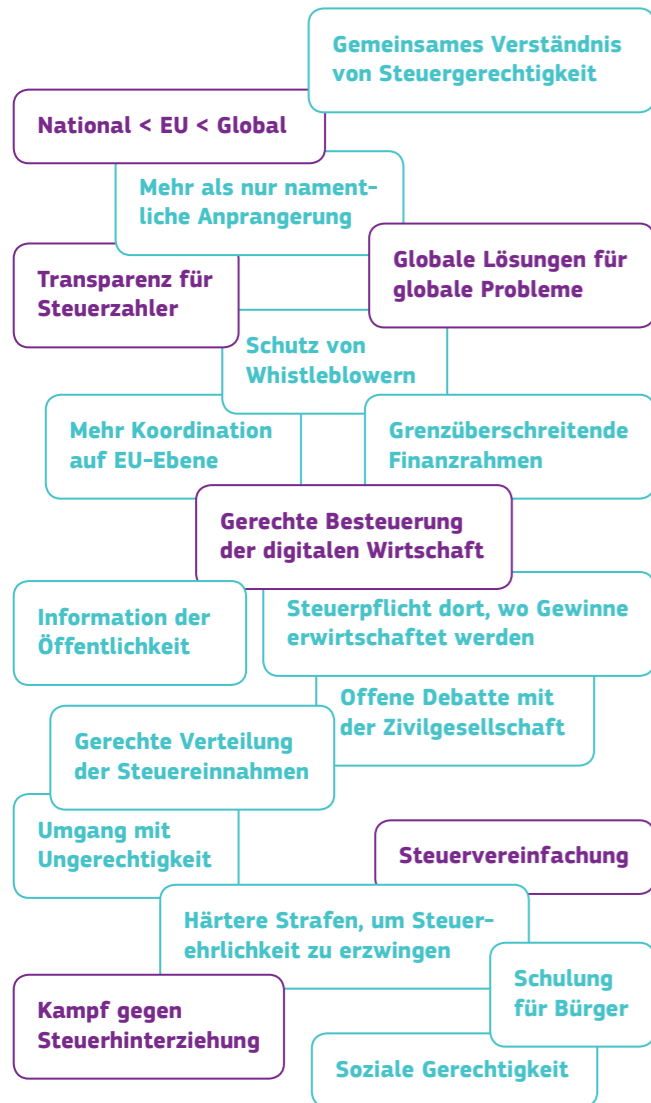 Gemeinsames Verständnis
von Steuergerechtigkeit
National < EU < Global
Mehr als nur nament-
liche Anprangerung
Globale Lösungen für
globale Probleme
Transparenz für
Steuerzahler
Schutz von
Whistleblowern
Mehr Koordination
auf EU-Ebene
Grenzüberschreitende
Finanzrahmen
Gerechte Besteuerung
der digitalen Wirtschaft
Information der
Öffentlichkeit
Steuerpflicht dort, wo Gewinne
erwirtschaftet werden
Offene Debatte mit
der Zivilgesellschaft
Gerechte Verteilung
der Steuereinnahmen
Umgang mit
Ungerechtigkeit
Steuervereinfachung
Härtere Strafen, um Steuer-
ehrlichkeit zu erzwingen
Schulung
für Bürger
Kampf gegen
Steuerhinterziehung
Soziale Gerechtigkeit